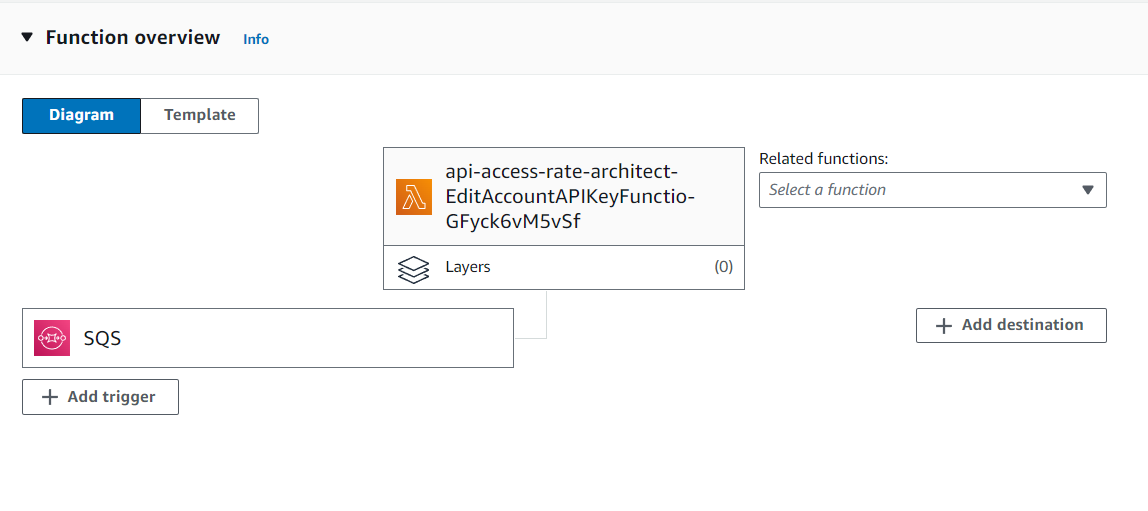 Function overview Info
Diagram Template
api-access-rate-architect-
EditAccountAPIKeyFunctio-
GFyck6vM5vSf
Related functions:
Select a function
Layers (0)
SQS
Add destination
Add trigger